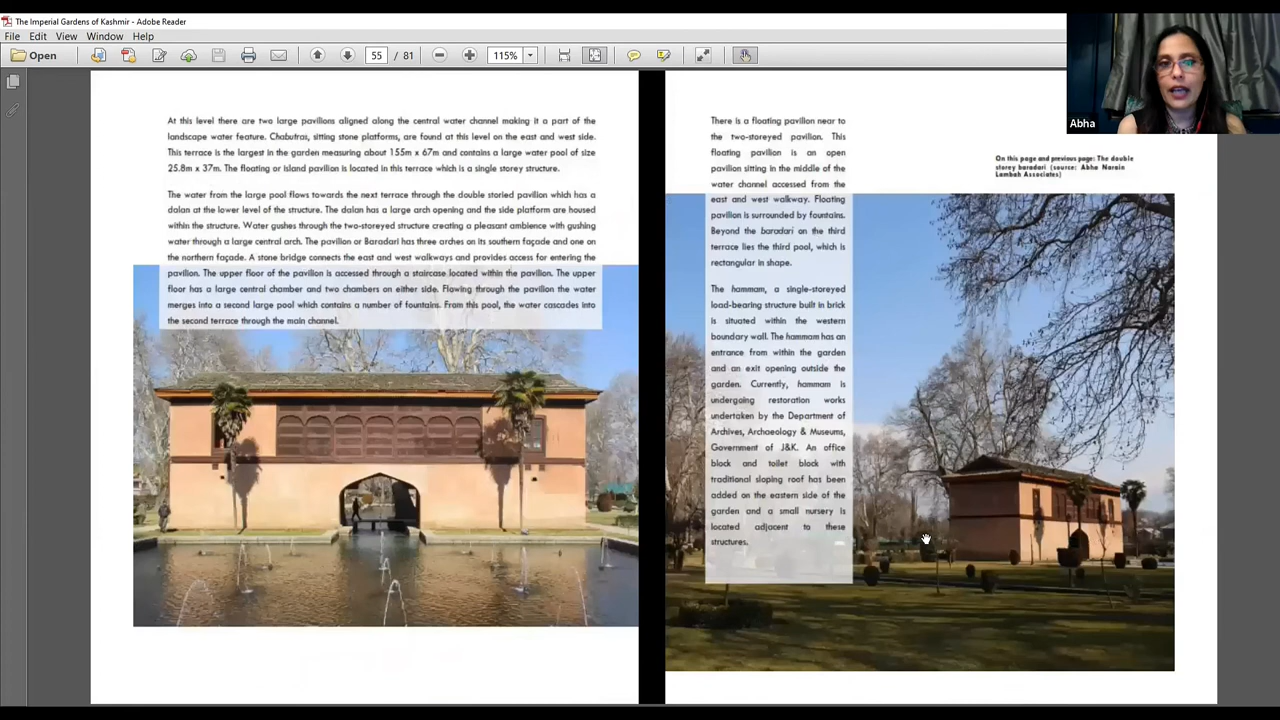 The Imperial Gardens of Kashmir - Adobe Reader
File Edit View Window Help
Open 55 / 81 115%
Abha
At this level there are two large pavilions aligned along the central water channel making it a part of the
landscape water feature. Chabutras, sitting stone platforms, are found at this level on the east and west side.
This terrace is the largest in the garden measuring about 155m x 67m and contains a large water pool of size
25.8m x 37m. The floating or island pavilion is located in this terrace which is a single storey structure.
The water from the large pool flows towards the next terrace through the double storied pavilion which has a
dalan at the lower level of the structure. The dalan has a large arch opening and the side platform are housed
within the structure. Water gushes through the two-storeyed structure creating a pleasant ambience with gushing
water through a large central arch. The pavilion or Baradari has three arches on its southern façade and one on
the northern façade. A stone bridge connects the east and west walkways and provides access for entering the
pavilion. The upper floor of the pavilion is accessed through a staircase located within the pavilion. The upper
floor has a large central chamber and two chambers on either side. Flowing through the pavilion the water
merges into a second large pool which contains a number of fountains. From this pool, the water cascades into
the second terrace through the main channel.
There is a floating pavilion near to
the two-storeyed pavilion. This
floating pavilion is an open
pavilion sitting in the middle of the
water channel accessed from the
east and west walkway. Floating
pavilion is surrounded by fountains.
Beyond the baradari on the third
terrace lies the third pool, which is
rectangular in shape.
The hammam, a single-storeyed
load-bearing structure built in brick
is situated within the western
boundary wall. The hammam has an
entrance from within the garden
and an exit opening outside the
garden. Currently, hammam is
undergoing restoration works
undertaken by the Department of
Archives, Archaeology & Museums,
Government of J&K. An office
block and toilet block with
traditional sloping roof has been
added on the eastern side of the
garden and a small nursery is
located adjacent to these
structures.
On this page and previous page: The double
storey baradari (source: Abha Narain
Lambah Associates)